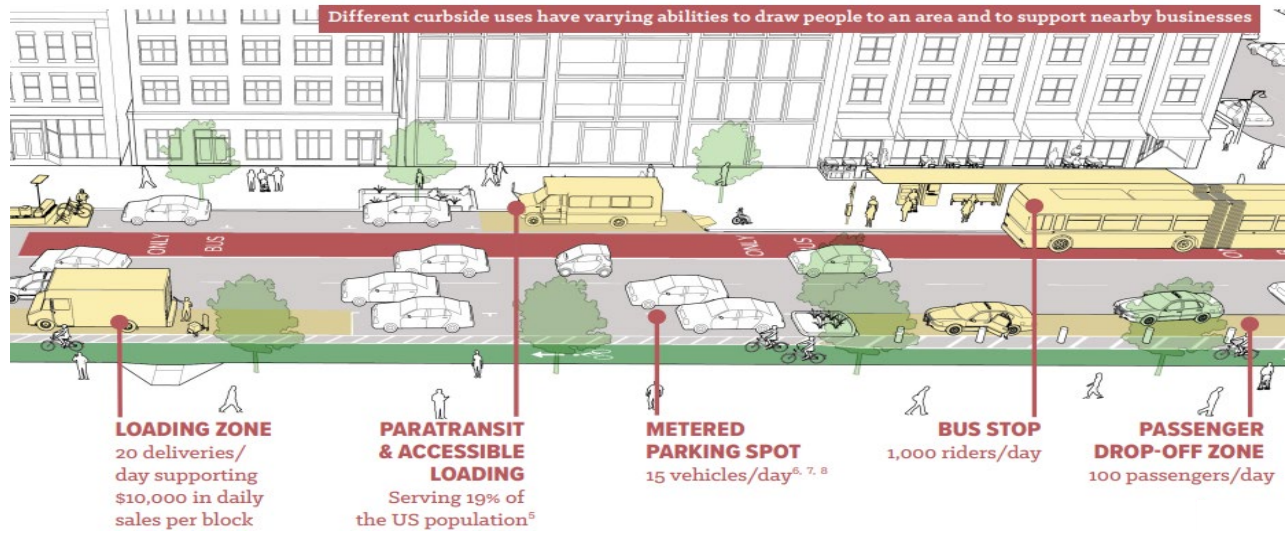 Different curbside uses have varying abilities to draw people to an area and to support nearby businesses
ONLY
BUS
ONLY
BUS
LOADING ZONE
20 deliveries/
day supporting
$10,000 in daily
sales per block
PARATRANSIT
& ACCESSIBLE
LOADING
Serving 19% of
the US population⁵
METERED
PARKING SPOT
15 vehicles/day⁶, ⁷, ⁸
BUS STOP
1,000 riders/day
PASSENGER
DROP-OFF ZONE
100 passengers/day